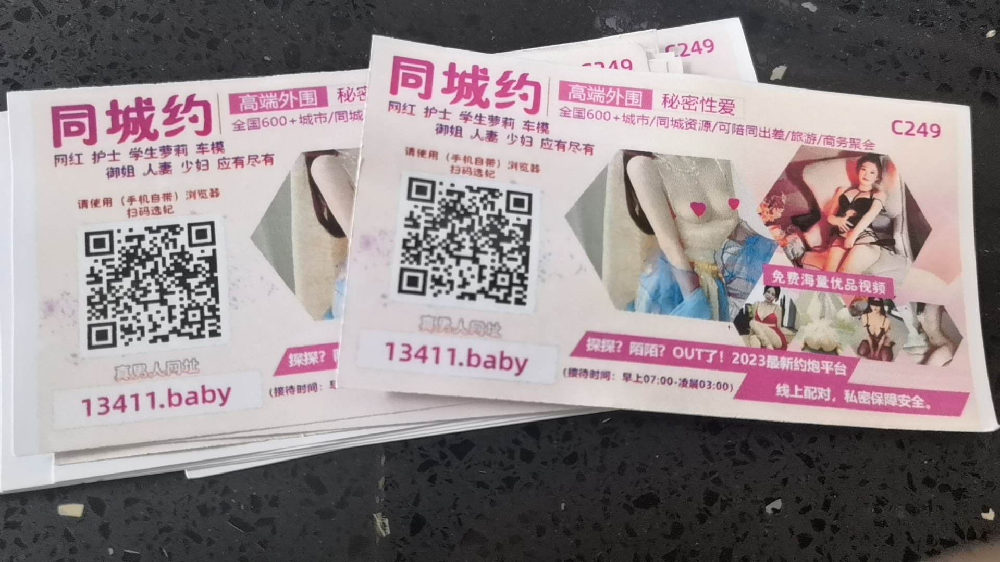 同城约
高端外围 秘密
全国600+城市/同城
网红 护士 学生萝莉 车模
御姐 人妻 少妇 应有尽有
请使用（手机自带）浏览器
扫码选妃
真男人网址
13411.baby
探探？
（接待时间：
C249
C249
同城约
高端外围 秘密性爱
全国600+城市/同城资源/可陪同出差/旅游/商务聚会
C249
网红 护士 学生萝莉 车模
御姐 人妻 少妇 应有尽有
请使用（手机自带）浏览器
扫码选妃
真男人网址
13411.baby
免费海量优品视频
探探？陌陌？OUT了！2023最新约炮平台
（接待时间：早上07:00-凌晨03:00）
线上配对，私密保障安全。